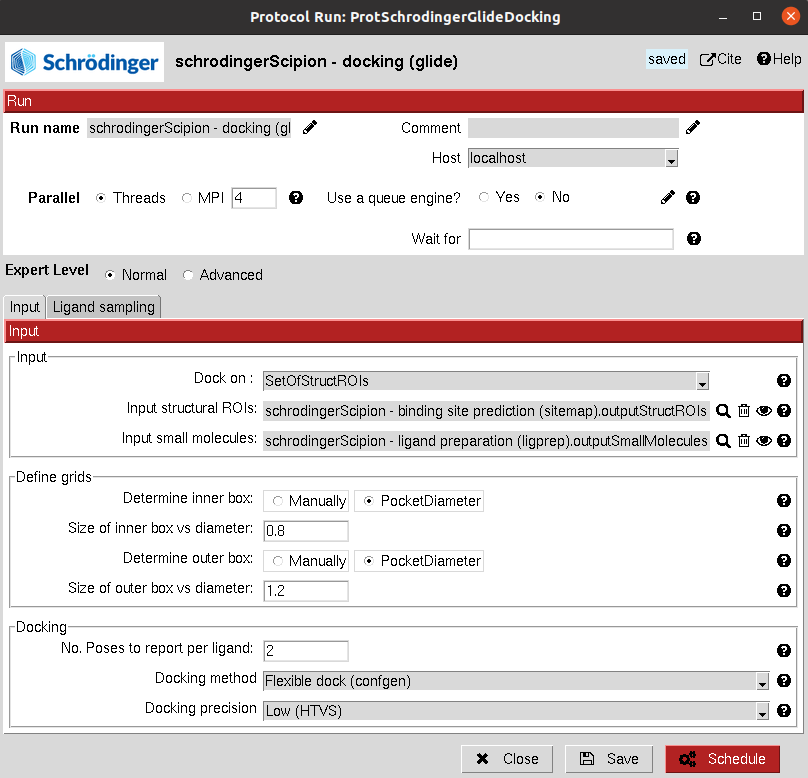 Protocol Run: ProtSchrodingerGlideDocking
Schrödinger schrodingerScipion - docking (glide) saved Cite Help
Run
Run name schrodingerScipion - docking (gl Comment
Host localhost
Parallel Threads MPI 4 Use a queue engine? Yes No
Wait for
Expert Level Normal Advanced
Input Ligand sampling
Input
Input
Dock on : SetOfStructROIs
Input structural ROIs: schrodingerScipion - binding site prediction (sitemap).outputStructROIs
Input small molecules: schrodingerScipion - ligand preparation (ligprep).outputSmallMolecules
Define grids
Determine inner box: Manually PocketDiameter
Size of inner box vs diameter: 0.8
Determine outer box: Manually PocketDiameter
Size of outer box vs diameter: 1.2
Docking
No. Poses to report per ligand: 2
Docking method Flexible dock (confgen)
Docking precision Low (HTVS)
Close Save Schedule